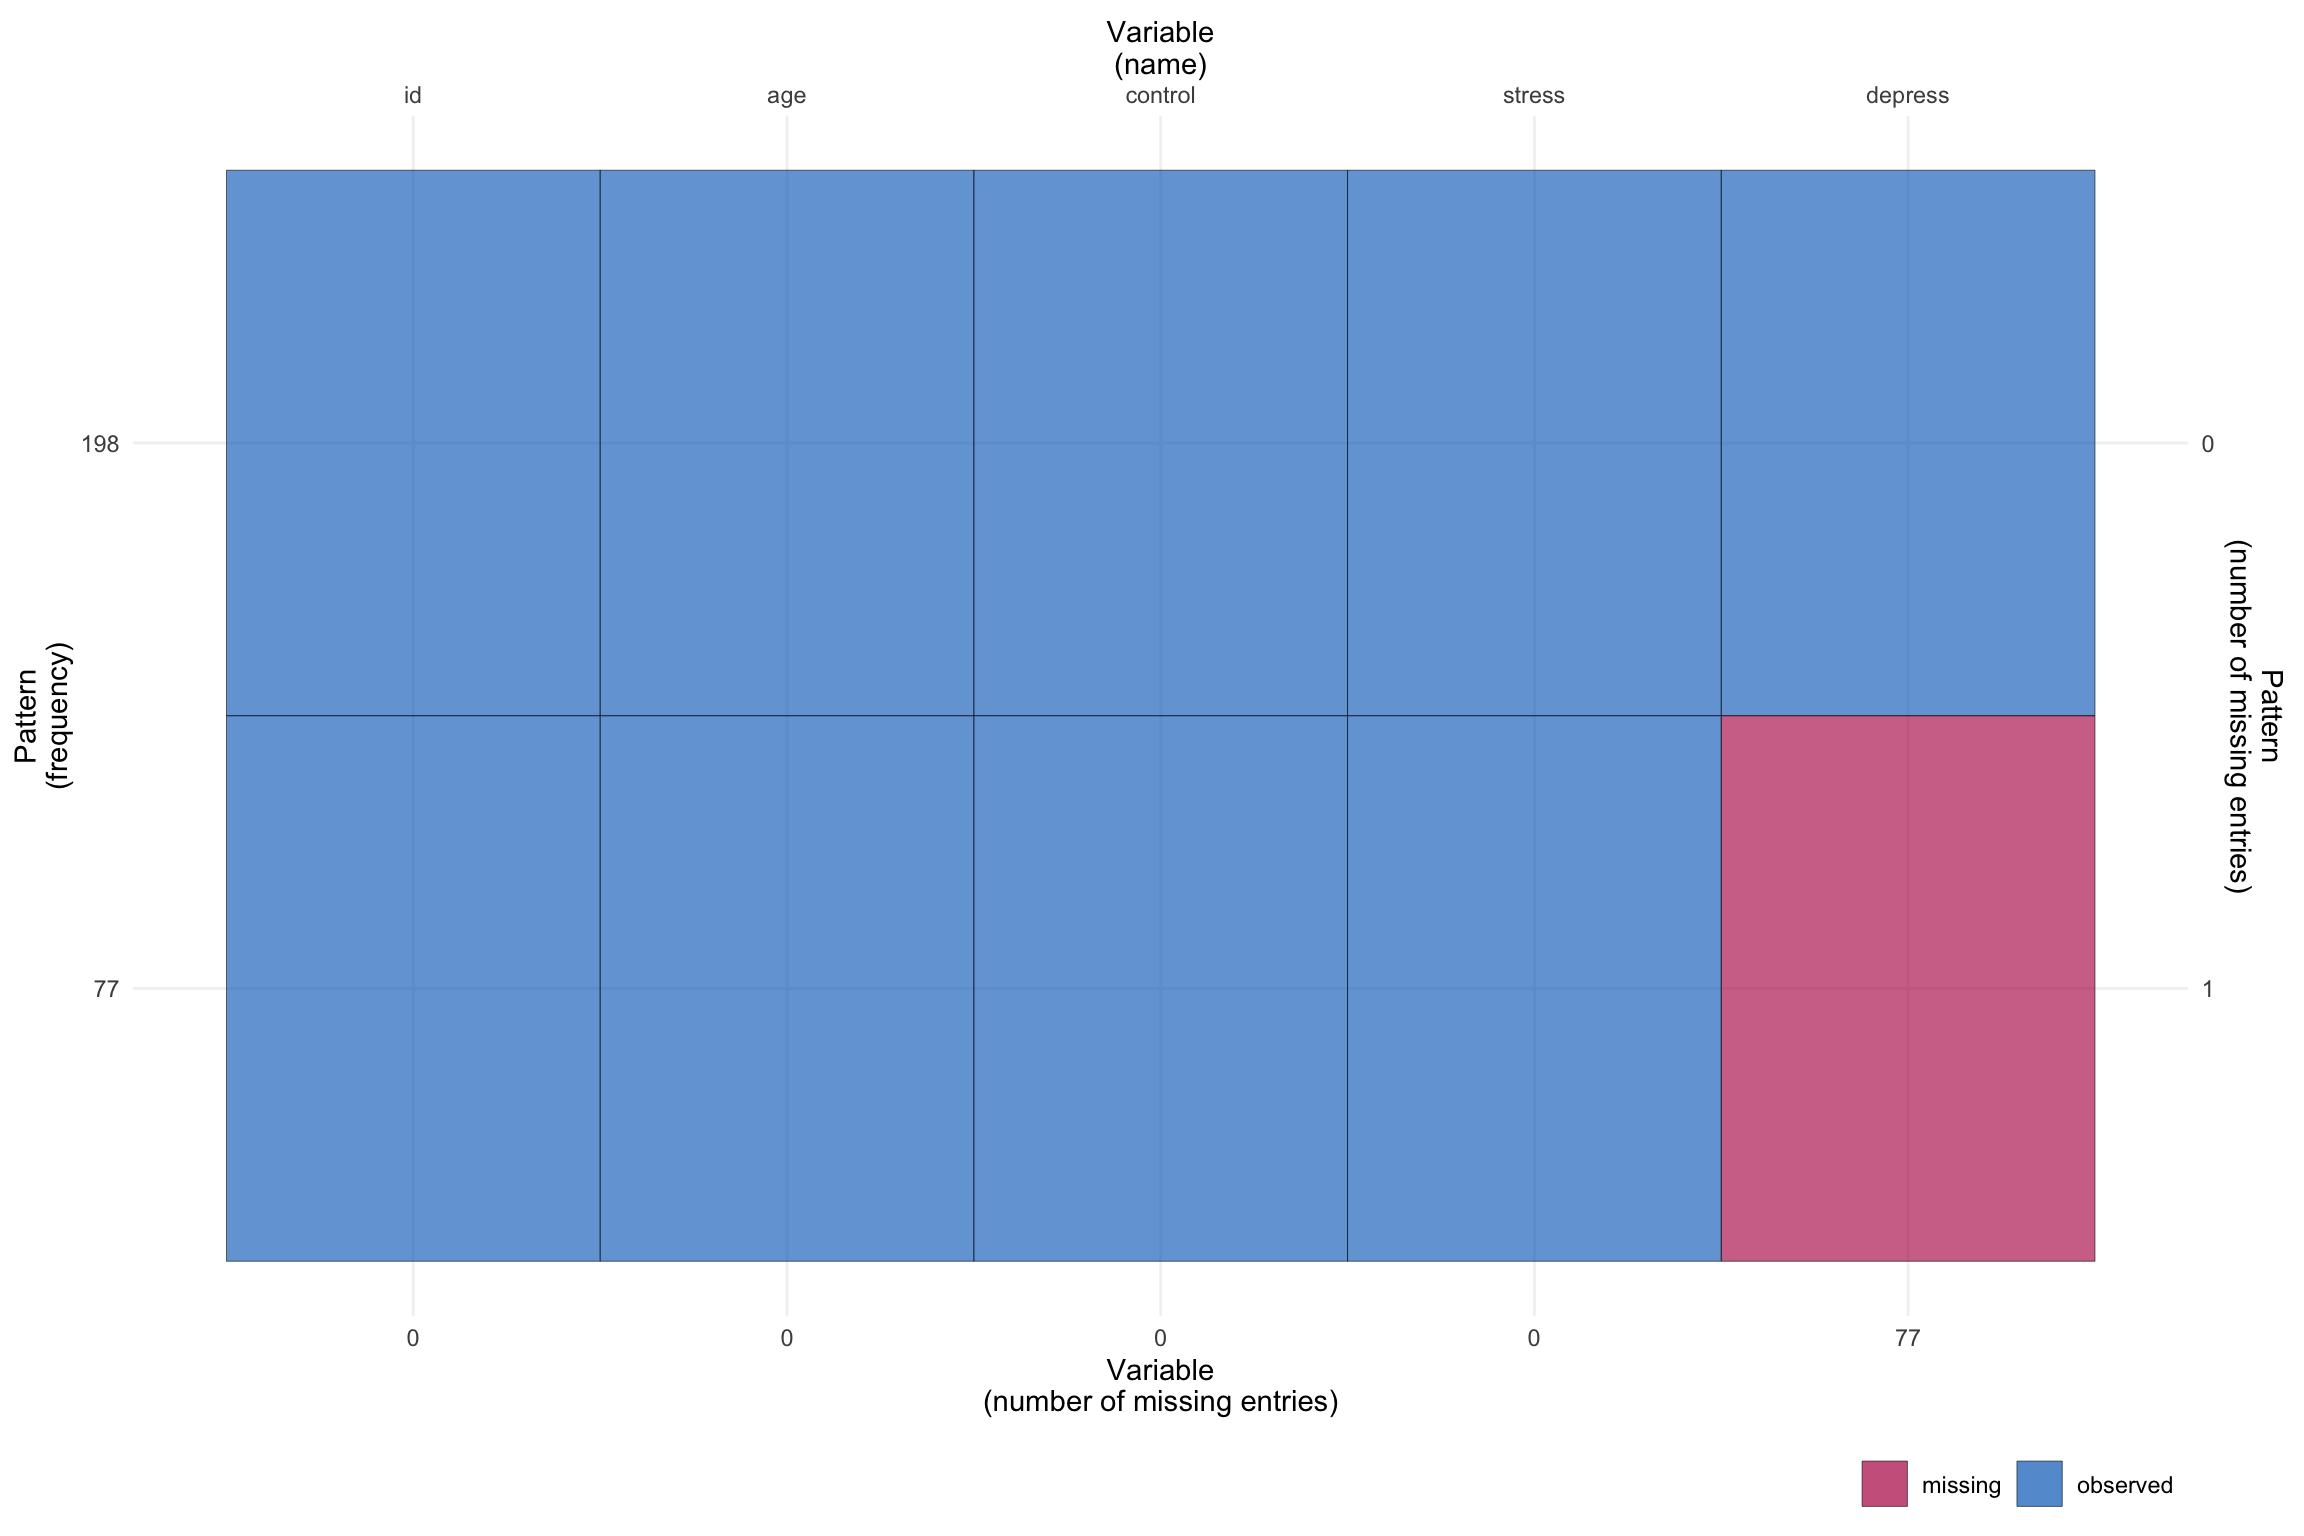 Variable
(name)
id age control stress depress
198 0
77 1
Pattern
(frequency)
Pattern
(number of missing entries)
0 0 0 0 77
Variable
(number of missing entries)
missing observed